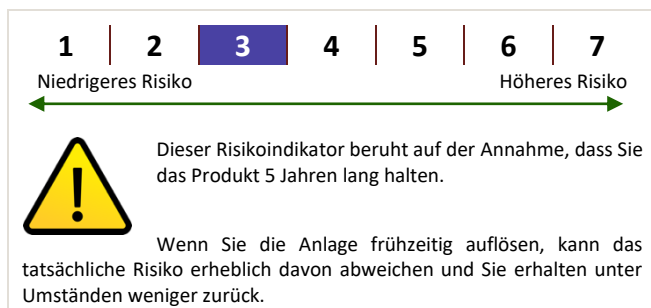 1 2 3 4 5 6 7
Niedrigeres Risiko Höheres Risiko
Dieser Risikoindikator beruht auf der Annahme, dass Sie
das Produkt 5 Jahren lang halten.
Wenn Sie die Anlage frühzeitig auflösen, kann das
tatsächliche Risiko erheblich davon abweichen und Sie erhalten unter
Umständen weniger zurück.